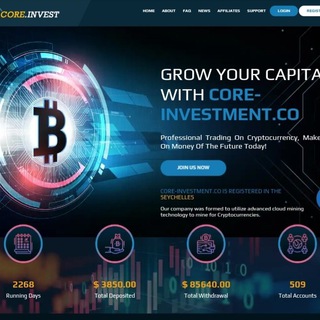 CORE.INVEST
HOME ABOUT FAQ NEWS AFFILIATES SUPPORT LOGIN REGIST
GROW YOUR CAPITA
WITH CORE-
INVESTMENT.CO
Professional Trading On Cryptocurrency, Make
On Money Of The Future Today!
JOIN US NOW
CORE-INVESTMENT.CO IS REGISTERED IN THE
SEYCHELLES
Our company was formed to utilize advanced cloud mining
technology to mine for Cryptocurrencies.
2268 $ 3850.00 $ 85640.00 509
Running Days Total Deposited Total Withdrawal Total Accounts